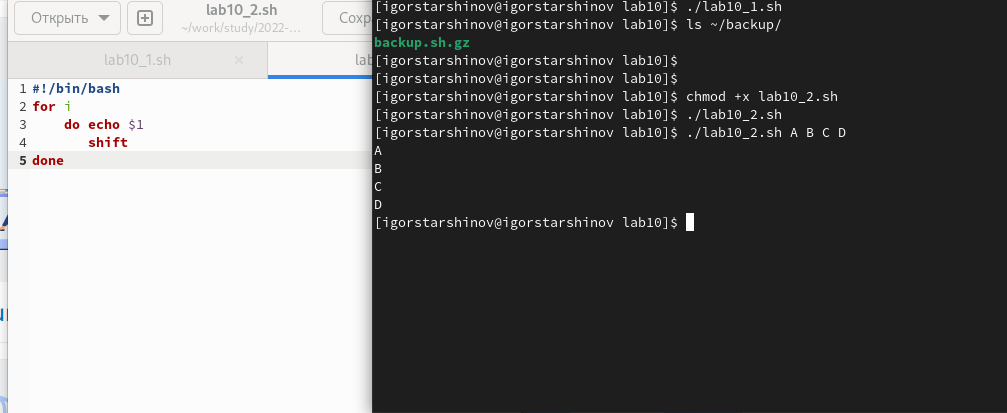 Открыть
lab10_2.sh
~/work/study/2022-...
Сохр
lab10_1.sh
lab
1 #!/bin/bash
2 for i
3     do echo $1
4        shift
5 done
[igorstarshinov@igorstarshinov lab10]$ ./lab10_1.sh
[igorstarshinov@igorstarshinov lab10]$ ls ~/backup/
backup.sh.gz
[igorstarshinov@igorstarshinov lab10]$
[igorstarshinov@igorstarshinov lab10]$
[igorstarshinov@igorstarshinov lab10]$ chmod +x lab10_2.sh
[igorstarshinov@igorstarshinov lab10]$ ./lab10_2.sh
[igorstarshinov@igorstarshinov lab10]$ ./lab10_2.sh A B C D
A
B
C
D
[igorstarshinov@igorstarshinov lab10]$